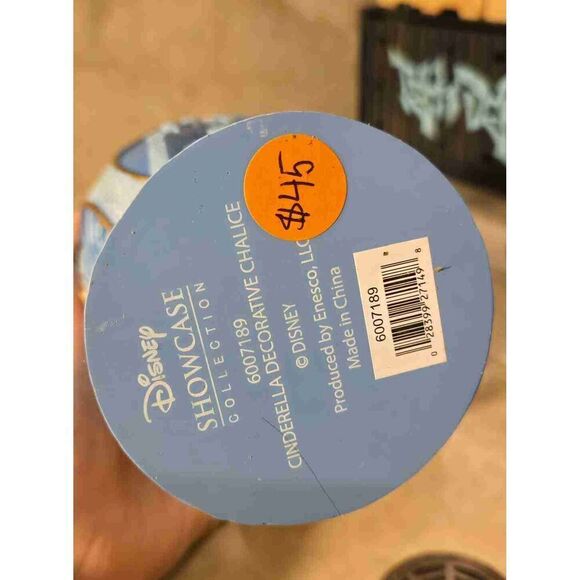 $45
Disney
SHOWCASE
COLLECTION
6007189
CINDERELLA DECORATIVE CHALICE
© DISNEY
Produced by Enesco, LLC
Made in China
6007189
0 28399 27149 8